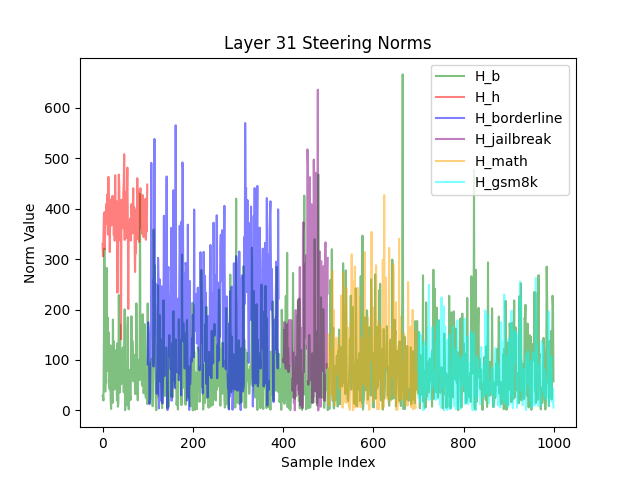 Layer 31 Steering Norms
Norm Value
600
500
400
300
200
100
0
H_b
H_h
H_borderline
H_jailbreak
H_math
H_gsm8k
0 200 400 600 800 1000
Sample Index